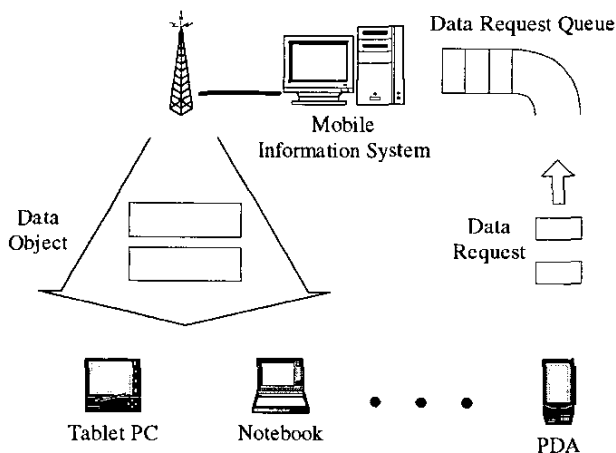 Data Request Queue
Mobile
Information System
Data
Object
Data
Request
Tablet PC
Notebook
PDA